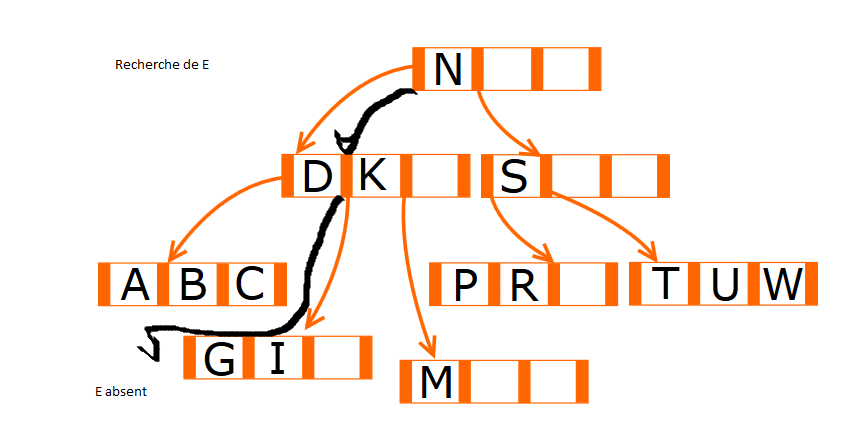 Recherche de E
N
D K
S
A B C
P R
T U W
G I
M
E absent